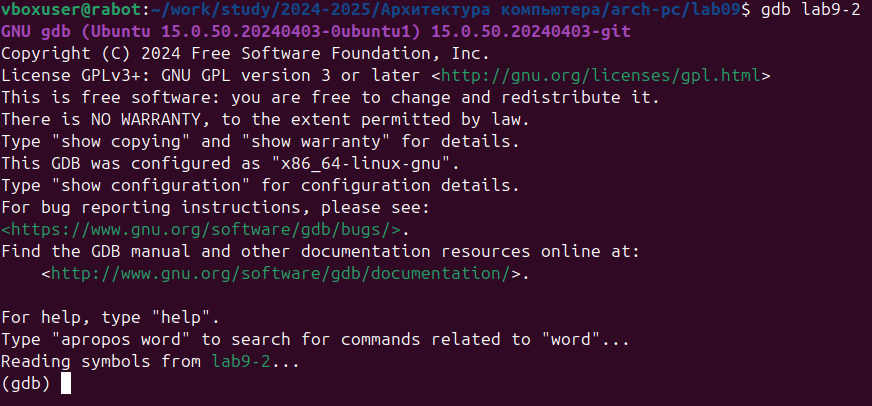 vboxuser@rabot:~/work/study/2024-2025/Архитектура компьютера/arch-pc/lab09$ gdb lab9-2
GNU gdb (Ubuntu 15.0.50.20240403-0ubuntu1) 15.0.50.20240403-git
Copyright (C) 2024 Free Software Foundation, Inc.
License GPLv3+: GNU GPL version 3 or later <http://gnu.org/licenses/gpl.html>
This is free software: you are free to change and redistribute it.
There is NO WARRANTY, to the extent permitted by law.
Type "show copying" and "show warranty" for details.
This GDB was configured as "x86_64-linux-gnu".
Type "show configuration" for configuration details.
For bug reporting instructions, please see:
<https://www.gnu.org/software/gdb/bugs/>.
Find the GDB manual and other documentation resources online at:
    <http://www.gnu.org/software/gdb/documentation/>.

For help, type "help".
Type "apropos word" to search for commands related to "word"...
Reading symbols from lab9-2...
(gdb)